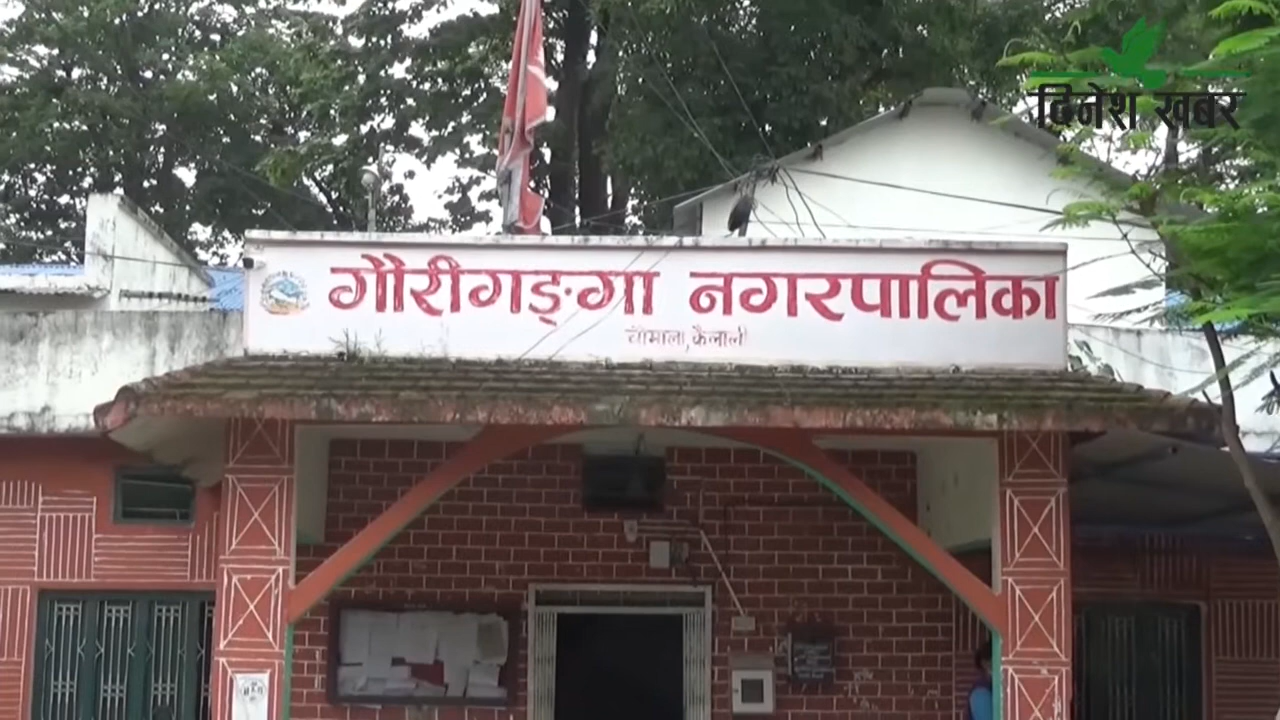 दिनेश खबर
गौरीगङ्गा नगरपालिका
चौमाला, कैलाली